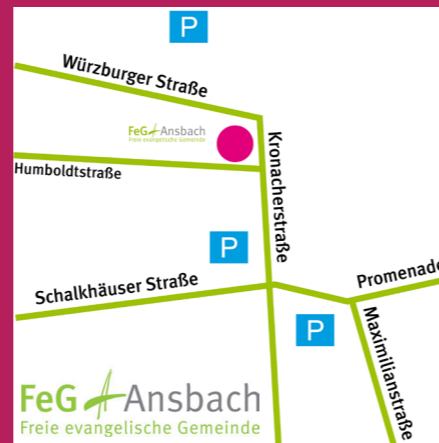 P
Würzburger Straße
FeG Ansbach
Freie evangelische Gemeinde
Kronacherstraße
Humboldtstraße
P
Schalkhäuser Straße
Promenade
P
Maximilianstraße
FeG Ansbach
Freie evangelische Gemeinde